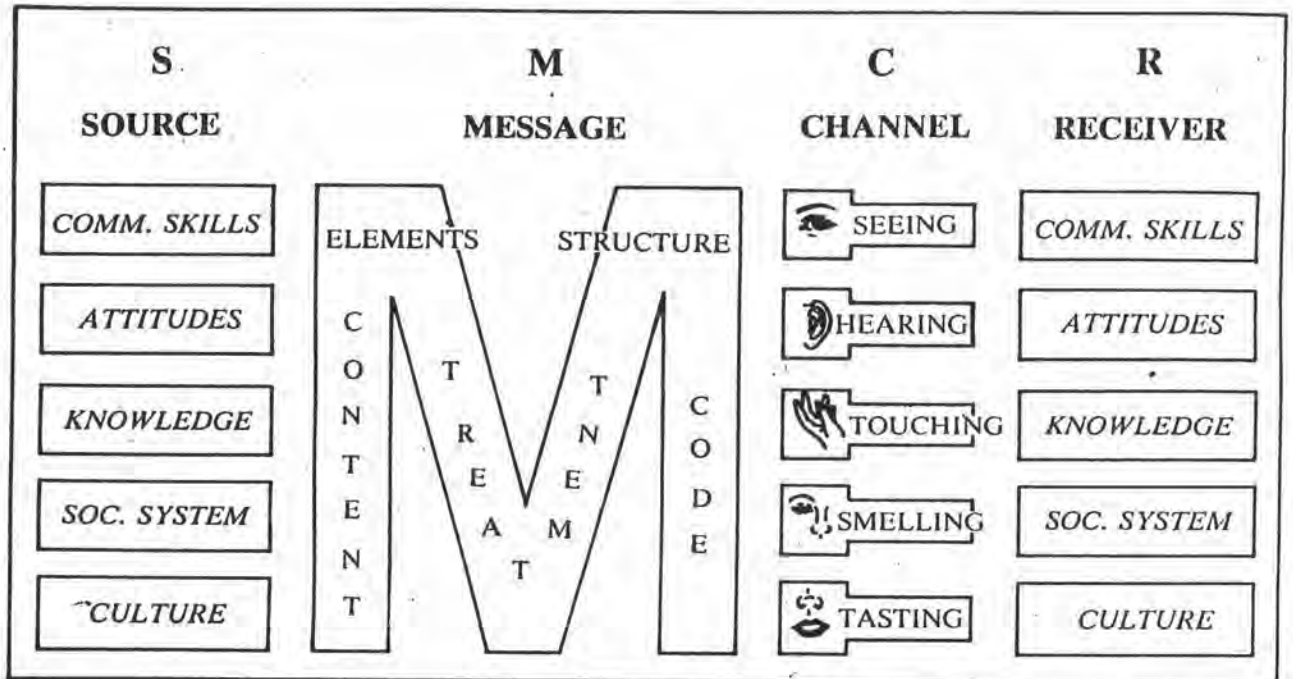 S M C R
SOURCE MESSAGE CHANNEL RECEIVER
COMM. SKILLS
ATTITUDES
KNOWLEDGE
SOC. SYSTEM
CULTURE
ELEMENTS STRUCTURE
CONTENT
TREATMENT
CODE
SEEING
HEARING
TOUCHING
SMELLING
TASTING
COMM. SKILLS
ATTITUDES
KNOWLEDGE
SOC. SYSTEM
CULTURE